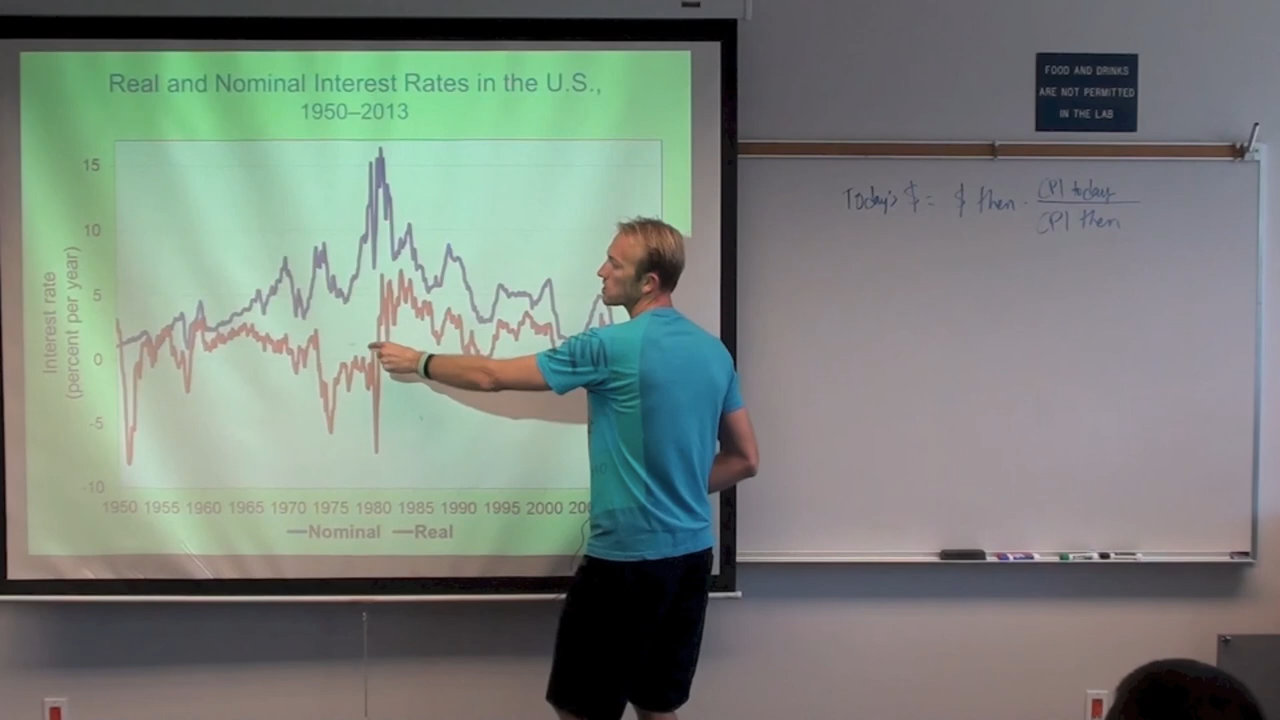 Real and Nominal Interest Rates in the U.S.,
1950–2013
Interest rate
(percent per year)
15
10
5
0
-5
-10
1950 1955 1960 1965 1970 1975 1980 1985 1990 1995 2000
Nominal Real
FOOD AND DRINKS
ARE NOT PERMITTED
IN THE LAB
Today's $ = $ then · CPI today
CPI then